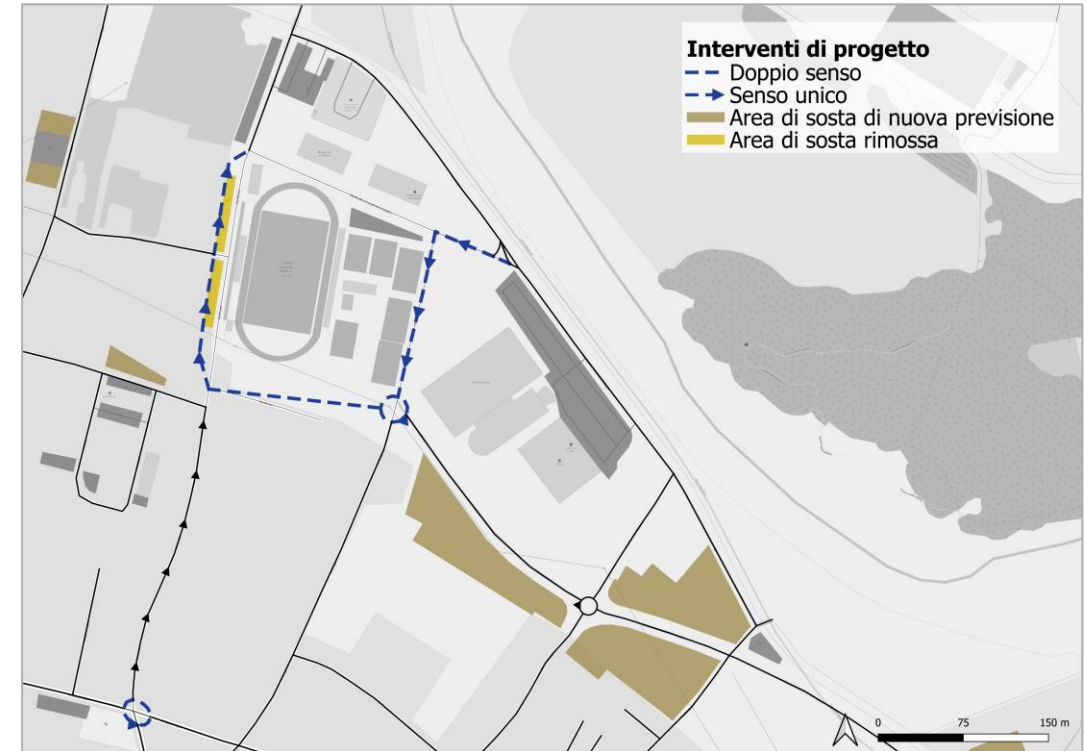 Interventi di progetto
Doppio senso
Senso unico
Area di sosta di nuova previsione
Area di sosta rimossa
0 75 150 m